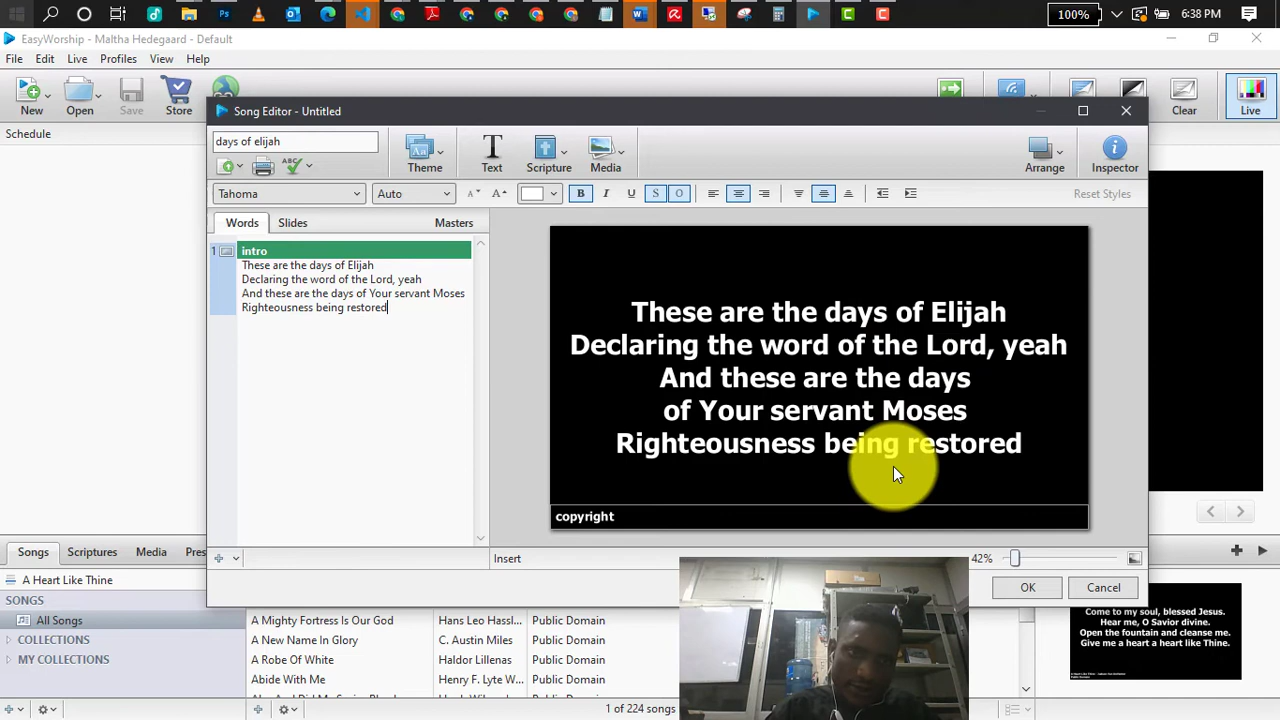 100%
6:38 PM
EasyWorship - Maltha Hedegaard - Default
File Edit Live Profiles View Help
New Open Save Store Clear Live
Schedule
Song Editor - Untitled
days of elijah
Theme Text Scripture Media Arrange Inspector
ABC
Tahoma Auto B I U S O Reset Styles
Words Slides Masters
1 intro
These are the days of Elijah
Declaring the word of the Lord, yeah
And these are the days of Your servant Moses
Righteousness being restored
These are the days of Elijah
Declaring the word of the Lord, yeah
And these are the days
of Your servant Moses
Righteousness being restored
copyright
Insert
42%
OK Cancel
Songs Scriptures Media Pres
A Heart Like Thine
SONGS
All Songs
COLLECTIONS
MY COLLECTIONS
A Mighty Fortress Is Our God Hans Leo Hassl... Public Domain
A New Name In Glory C. Austin Miles Public Domain
A Robe Of White Haldor Lillenas Public Domain
Abide With Me Henry F. Lyte W... Public Domain
1 of 224 songs
Come to my soul, blessed Jesus.
Hear me, O Savior divine.
Open the fountain and cleanse me.
Give me a heart a heart like Thine.